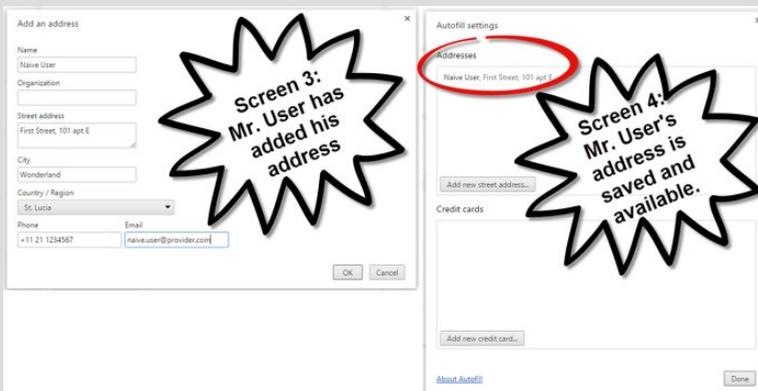 Add an address
×
Name
Naive User
Organization
Street address
First Street, 101 apt E
City
Wonderland
Country / Region
St. Lucia
Phone Email
+11 21 1234567 naive.user@provider.com
OK Cancel
Screen 3:
Mr. User has
added his
address
Autofill settings
Addresses
Naive User, First Street, 101 apt E
Add new street address...
Credit cards
Add new credit card...
About Autofill
Done
Screen 4:
Mr. User's
address is
saved and
available.